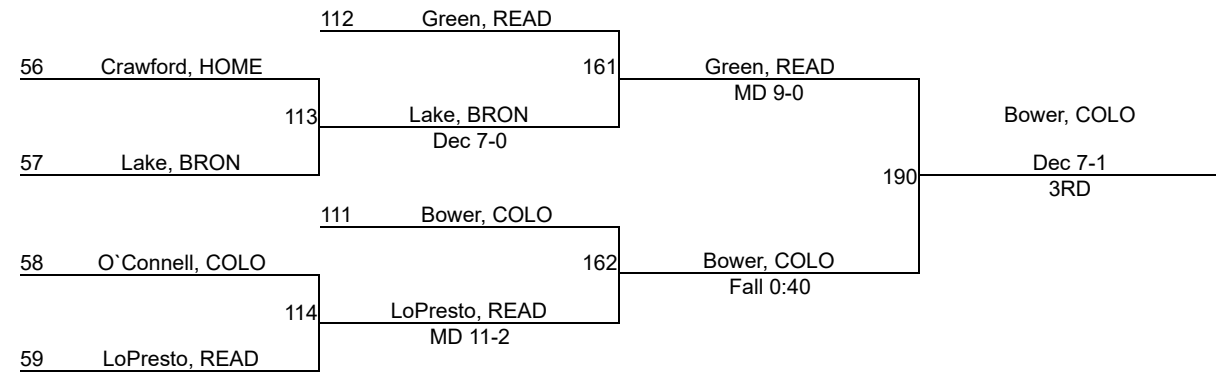 112 Green, READ
56 Crawford, HOME
161 Green, READ
MD 9-0
113 Lake, BRON
Dec 7-0
Bower, COLO
57 Lake, BRON
Dec 7-1
190
3RD
111 Bower, COLO
58 O`Connell, COLO
162 Bower, COLO
Fall 0:40
114 LoPresto, READ
MD 11-2
59 LoPresto, READ